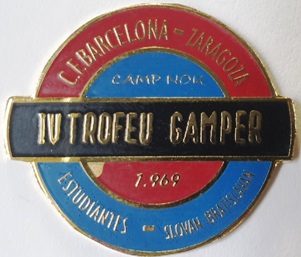 C.F. BARCELONA - ZARAGOZA
CAMP NOU
IV TROFEU GAMPER
1.969
ESTUDIANTES - SLOVAN BRATISLAVA